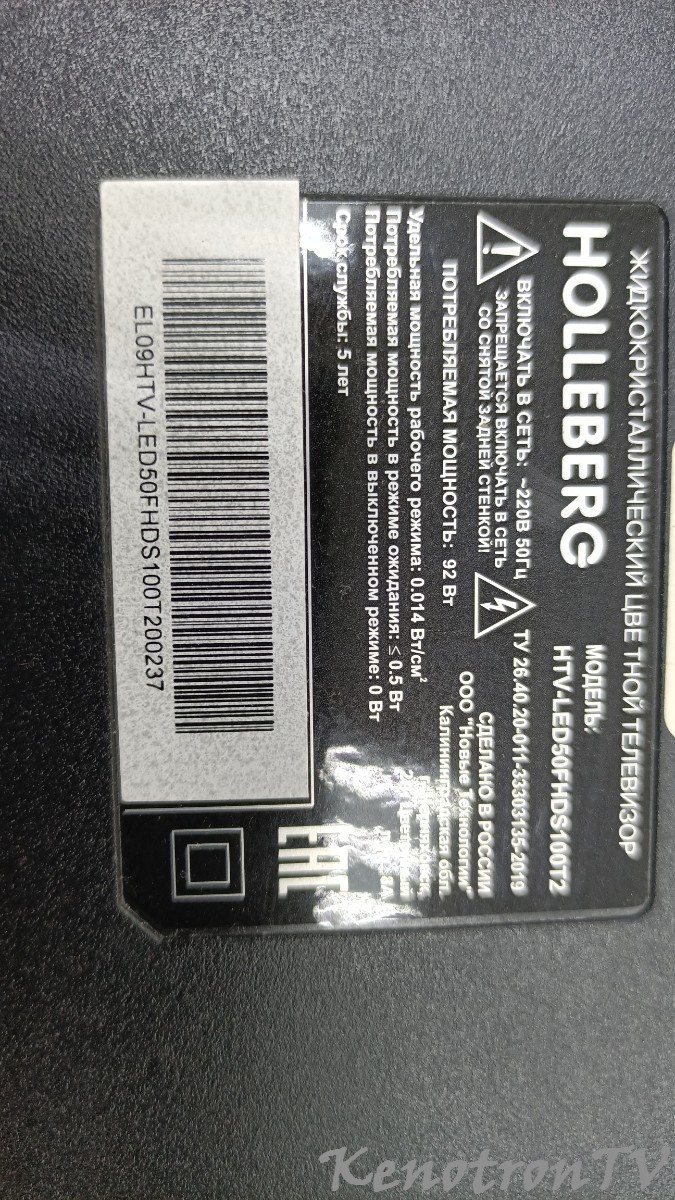 ЖИДКОКРИСТАЛЛИЧЕСКИЙ ЦВЕТНОЙ ТЕЛЕВИЗОР
HOLLEBERG
МОДЕЛЬ:
HTV-LED50FHDS100T2
ВКЛЮЧАТЬ В СЕТЬ: ~220В 50Гц
ЗАПРЕЩАЕТСЯ ВКЛЮЧАТЬ В СЕТЬ
СО СНЯТОЙ ЗАДНЕЙ СТЕНКОЙ!
ТУ 26.40.20-011-33303135-2019
ПОТРЕБЛЯЕМАЯ МОЩНОСТЬ: 92 Вт
СДЕЛАНО В РОССИИ
ООО "Новые Технологии"
Калининградская обл.
Удельная мощность рабочего режима: 0.014 Вт/см²
Потребляемая мощность в режиме ожидания: ≤ 0.5 Вт
Потребляемая мощность в выключенном режиме: 0 Вт
Срок службы: 5 лет
EAC
EL09HTV-LED50FHDS100T200237
KenotronTV